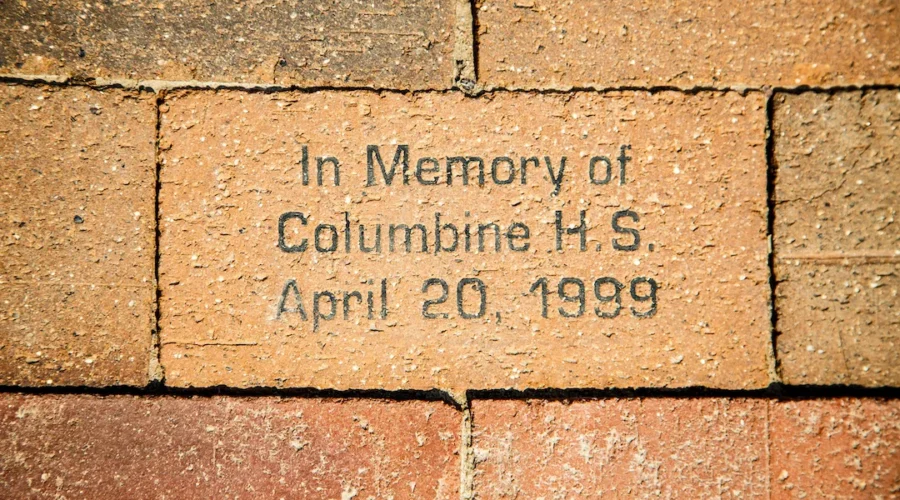 In Memory of
Columbine H.S.
April 20, 1999